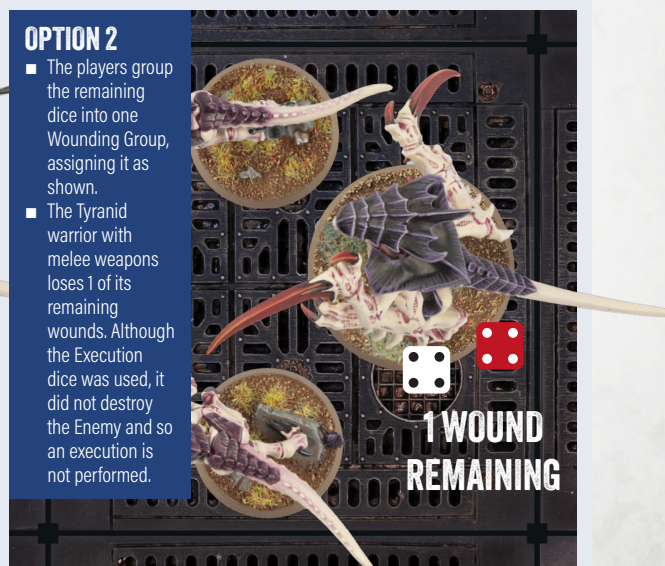 OPTION 2
■ The players group
the remaining
dice into one
Wounding Group,
assigning it as
shown.
■ The Tyranid
warrior with
melee weapons
loses 1 of its
remaining
wounds. Although
the Execution
dice was used, it
did not destroy
the Enemy and so
an execution is
not performed.
1 WOUND
REMAINING